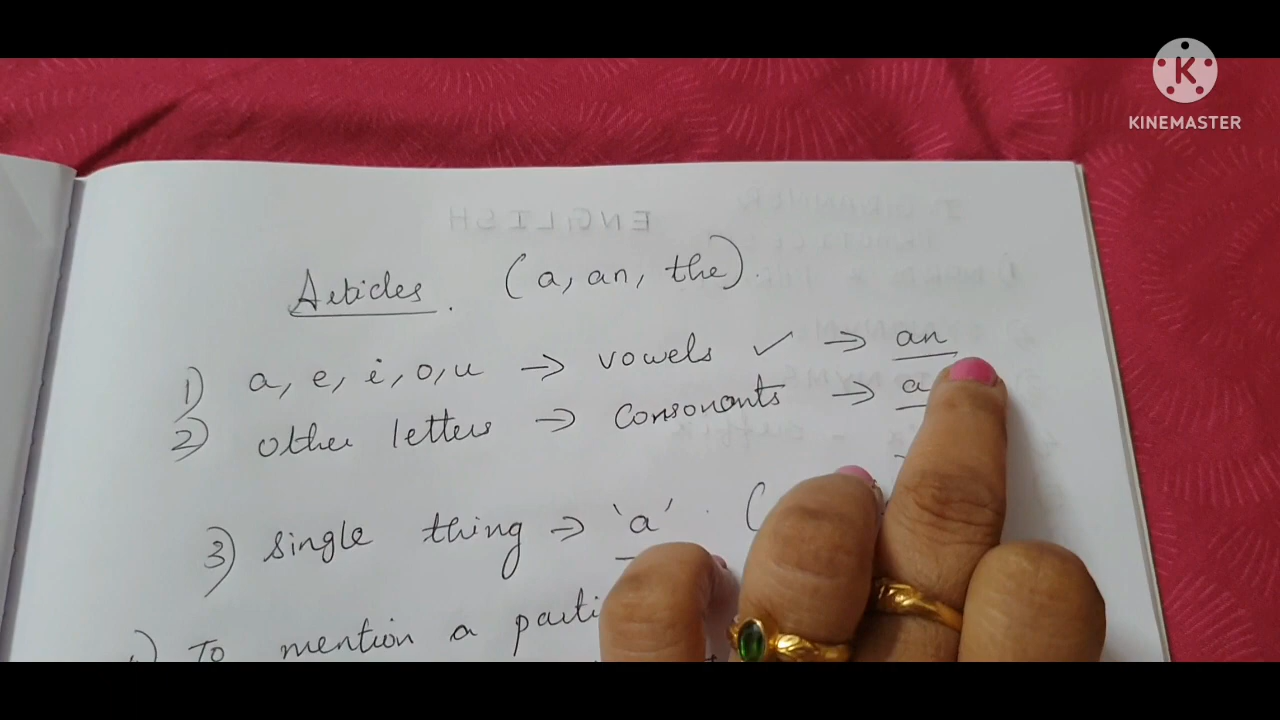 KINEMASTER
Articles. (a, an, the).
1) a, e, i, o, u → vowels ✓ → an
2) other letters → consonants → a
3) single thing → 'a'. (
To mention a parti